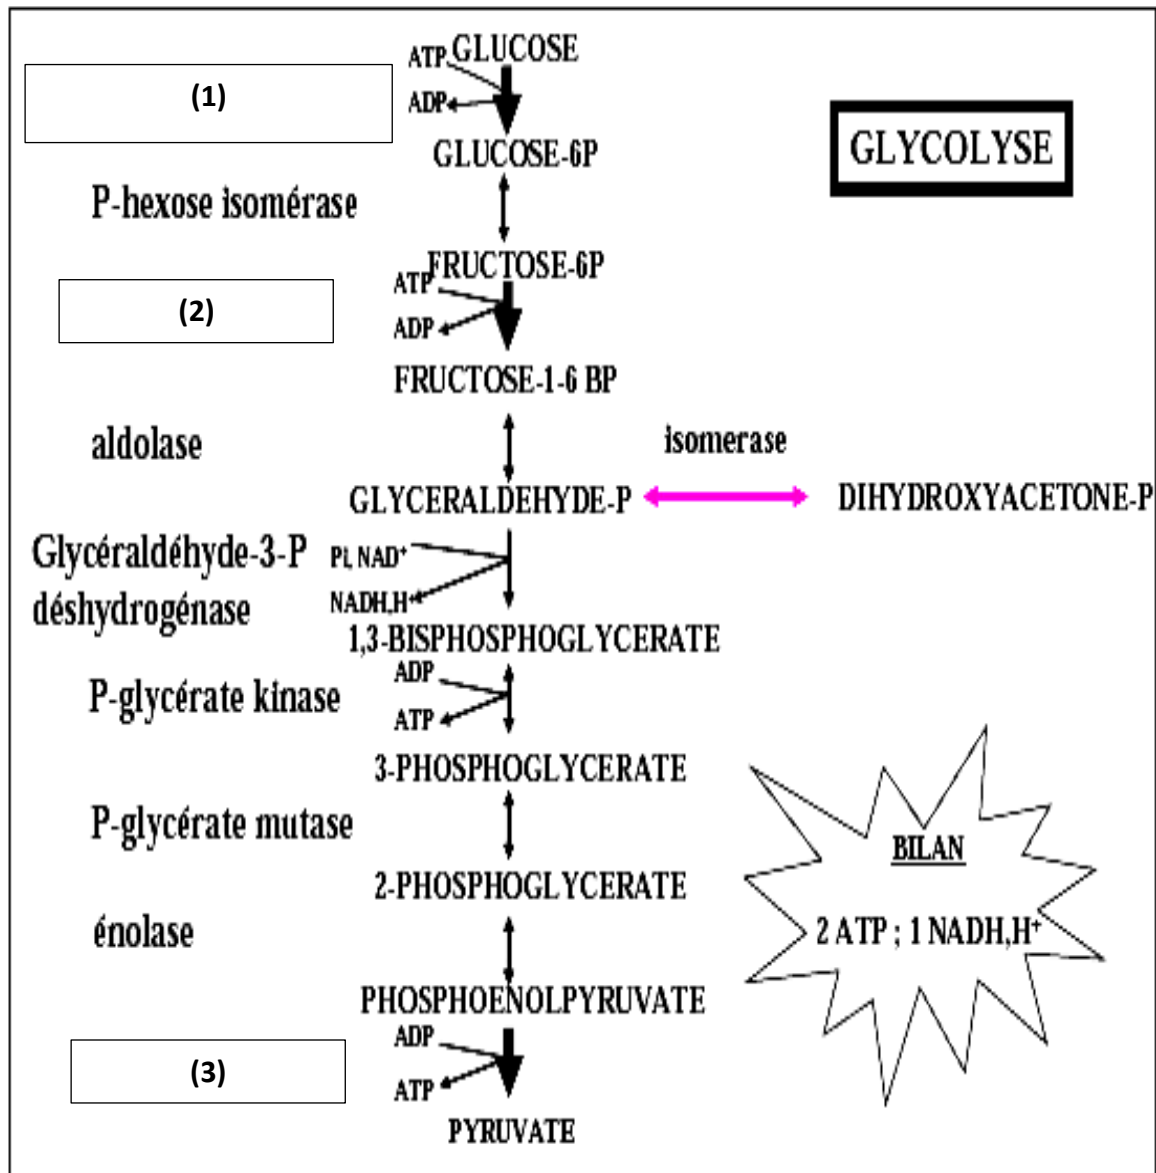 ATP GLUCOSE
(1)
ADP
GLYCOLYSE
GLUCOSE-6P
P-hexose isomérase
FRUCTOSE-6P
ATP
(2)
ADP
FRUCTOSE-1-6 BP
aldolase
isomerase
GLYCERALDEHYDE-P
DIHYDROXYACETONE-P
Glycéraldéhyde-3-P
déshydrogénase
Pi, NAD⁺
NADH,H⁺
1,3-BISPHOSPHOGLYCERATE
P-glycérate kinase
ADP
ATP
3-PHOSPHOGLYCERATE
P-glycérate mutase
BILAN
2-PHOSPHOGLYCERATE
énolase
2 ATP ; 1 NADH,H⁺
PHOSPHOENOLPYRUVATE
ADP
(3)
ATP
PYRUVATE